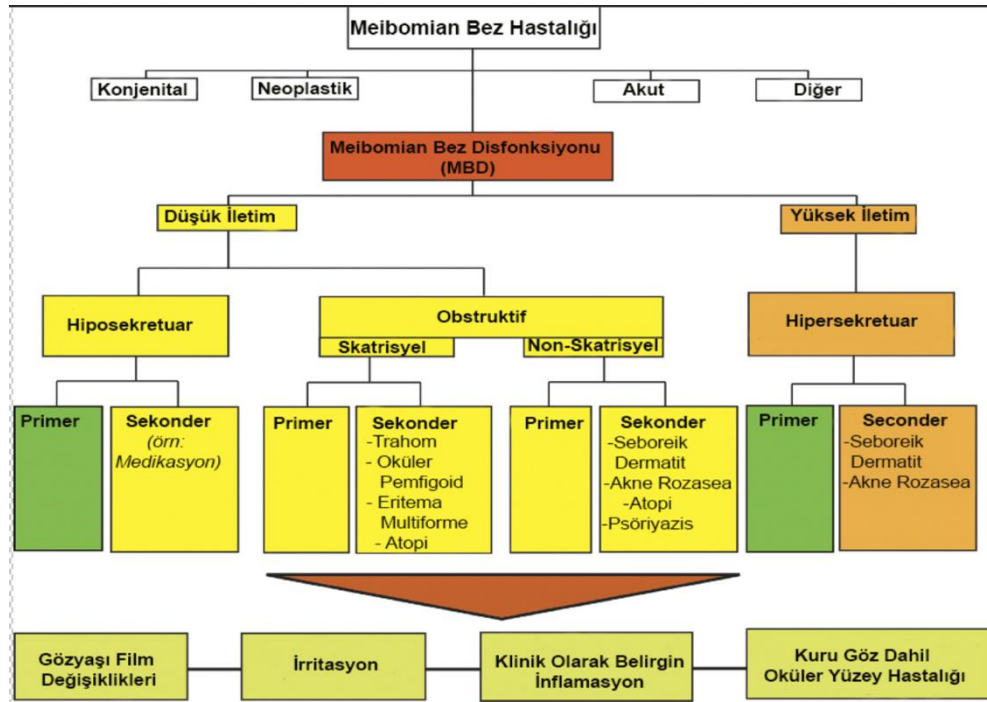 Meibomian Bez Hastalığı
Konjenital
Neoplastik
Akut
Diğer
Meibomian Bez Disfonksiyonu
(MBD)
Düşük İletim
Yüksek İletim
Hiposekretuar
Obstruktif
Skatrisyel
Non-Skatrisyel
Hipersekretuar
Primer
Sekonder
(örn:
Medikasyon)
Primer
Sekonder
-Trahom
- Oküler
Pemfigoid
- Eritema
Multiforme
- Atopi
Primer
Sekonder
-Seboreik
Dermatit
-Akne Rozasea
-Atopi
-Psöriyazis
Primer
Seconder
-Seboreik
Dermatit
-Akne Rozasea
Gözyaşı Film
Değişiklikleri
İrritasyon
Klinik Olarak Belirgin
İnflamasyon
Kuru Göz Dahil
Oküler Yüzey Hastalığı